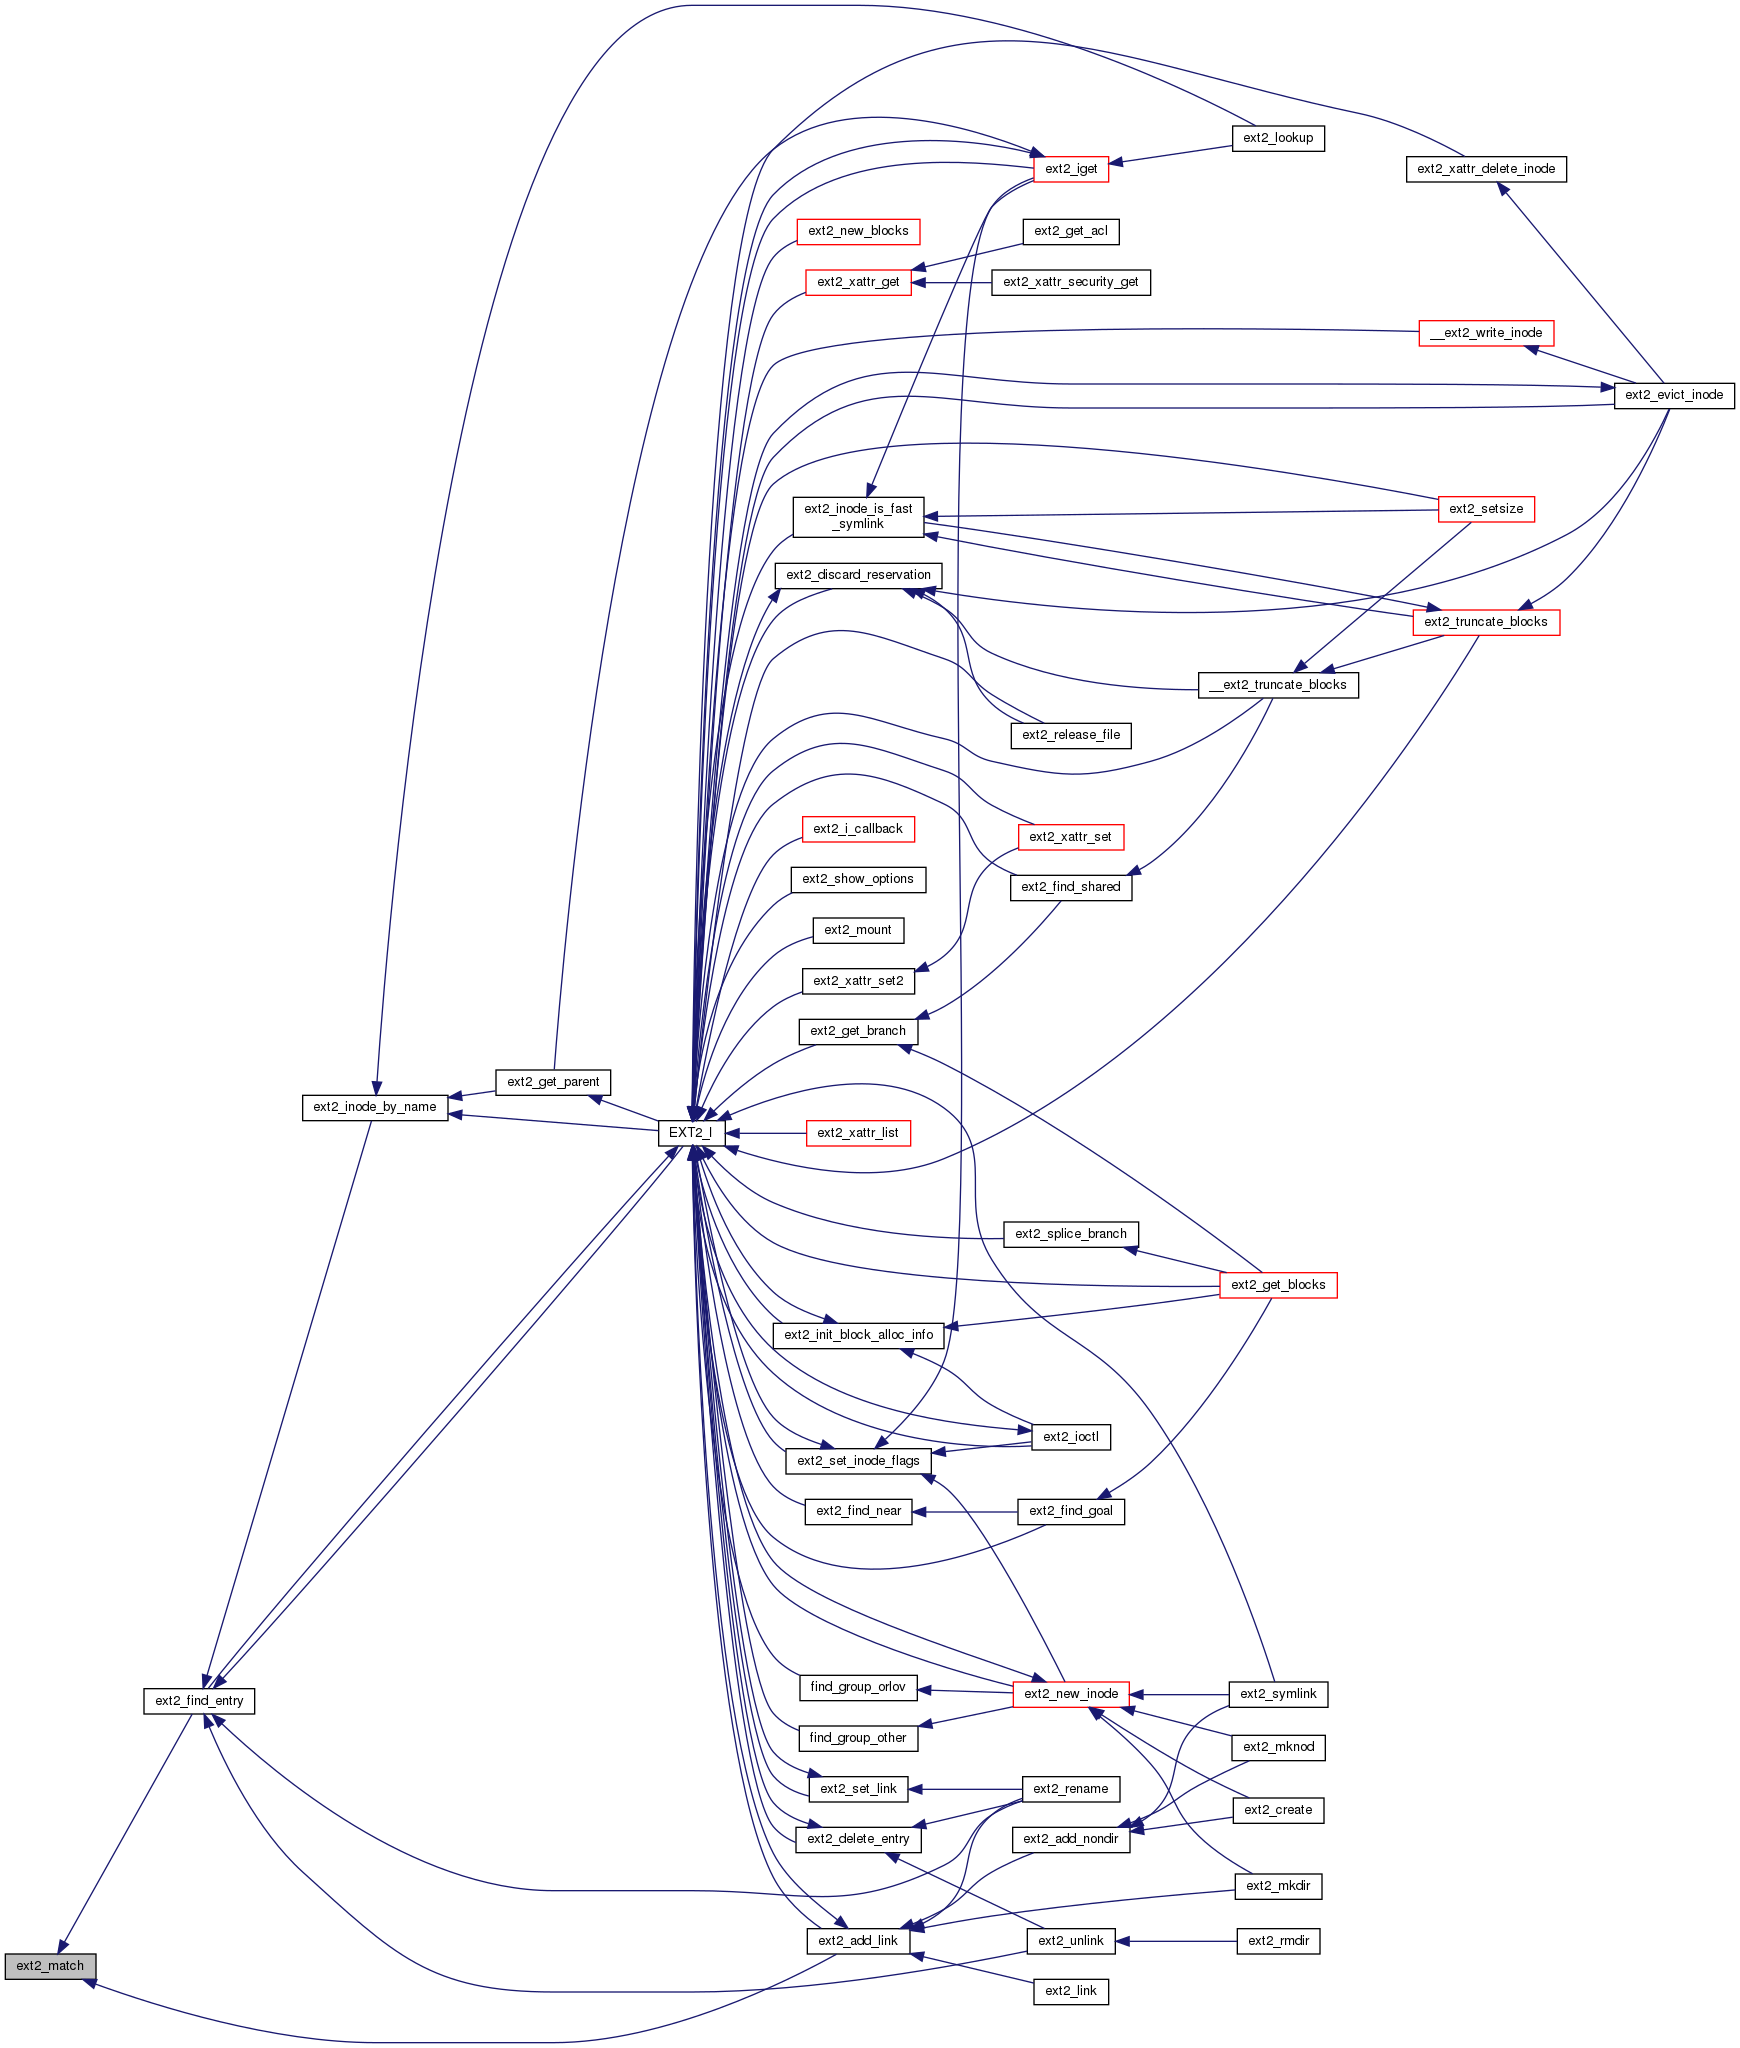 ext2_lookup
ext2_iget
ext2_xattr_delete_inode
ext2_new_blocks
ext2_get_acl
ext2_xattr_get
ext2_xattr_security_get
__ext2_write_inode
ext2_evict_inode
ext2_inode_is_fast
_symlink
ext2_setsize
ext2_discard_reservation
ext2_truncate_blocks
__ext2_truncate_blocks
ext2_release_file
ext2_i_callback
ext2_xattr_set
ext2_show_options
ext2_find_shared
ext2_mount
ext2_xattr_set2
ext2_get_branch
ext2_get_parent
ext2_inode_by_name
EXT2_I
ext2_xattr_list
ext2_splice_branch
ext2_get_blocks
ext2_init_block_alloc_info
ext2_ioctl
ext2_set_inode_flags
ext2_find_near
ext2_find_goal
find_group_orlov
ext2_new_inode
ext2_symlink
ext2_find_entry
find_group_other
ext2_mknod
ext2_set_link
ext2_rename
ext2_create
ext2_delete_entry
ext2_add_nondir
ext2_mkdir
ext2_add_link
ext2_unlink
ext2_rmdir
ext2_match
ext2_link